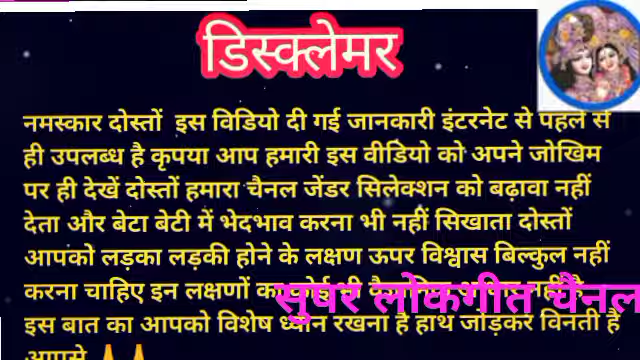 डिस्क्लेमर
नमस्कार दोस्तों इस विडियो दी गई जानकारी इंटरनेट से पहले से
ही उपलब्ध है कृपया आप हमारी इस वीडियो को अपने जोखिम
पर ही देखें दोस्तों हमारा चैनल जेंडर सिलेक्शन को बढ़ावा नहीं
देता और बेटा बेटी में भेदभाव करना भी नहीं सिखाता दोस्तों
आपको लड़का लड़की होने के लक्षण ऊपर विश्वास बिल्कुल नहीं
करना चाहिए इन लक्षणों
सुपर लोकगीत चैनल
इस बात का आपको विशेष ध्यान रखना है हाथ जोड़कर विनती है
आपसे